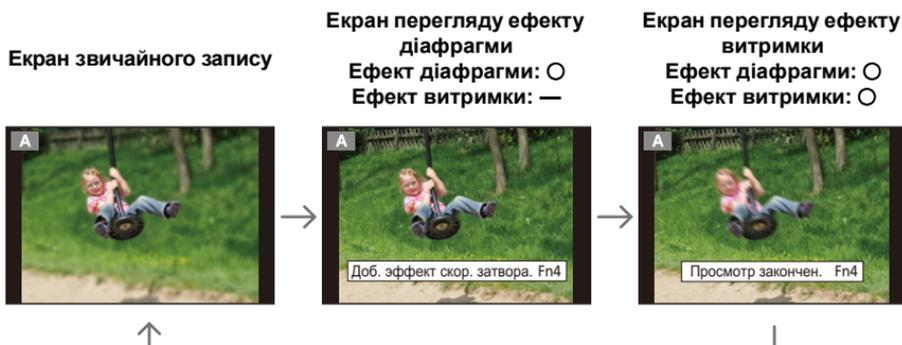 Екран звичайного запису
Екран перегляду ефекту
діафрагми
Ефект діафрагми: ○
Ефект витримки: —
Екран перегляду ефекту
витримки
Ефект діафрагми: ○
Ефект витримки: ○
A
A
Доб. эффект скор. затвора. Fn4
A
Просмотр закончен. Fn4